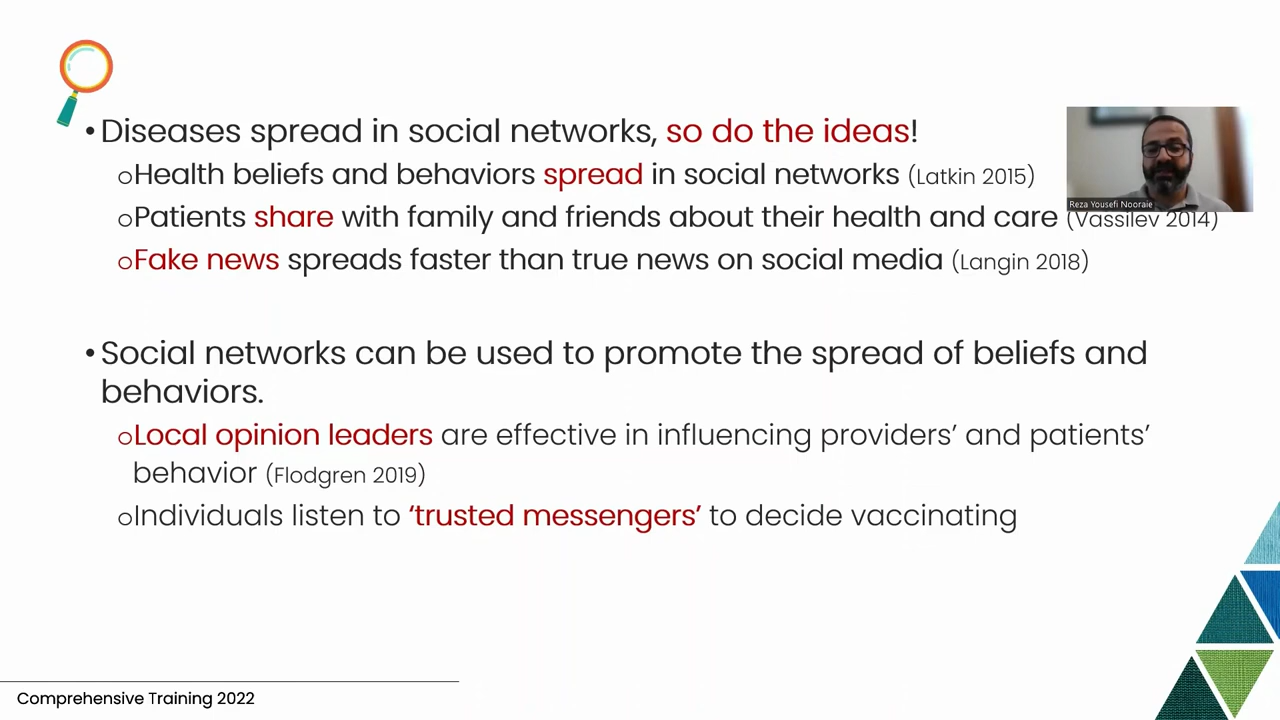 • Diseases spread in social networks, so do the ideas!
oHealth beliefs and behaviors spread in social networks (Latkin 2015)
oPatients share with family and friends about their health and care (Vassilev 2014)
oFake news spreads faster than true news on social media (Langin 2018)
• Social networks can be used to promote the spread of beliefs and
behaviors.
oLocal opinion leaders are effective in influencing providers’ and patients’
behavior (Flodgren 2019)
oIndividuals listen to ‘trusted messengers’ to decide vaccinating
Reza Yousefi Nooraie
Comprehensive Training 2022